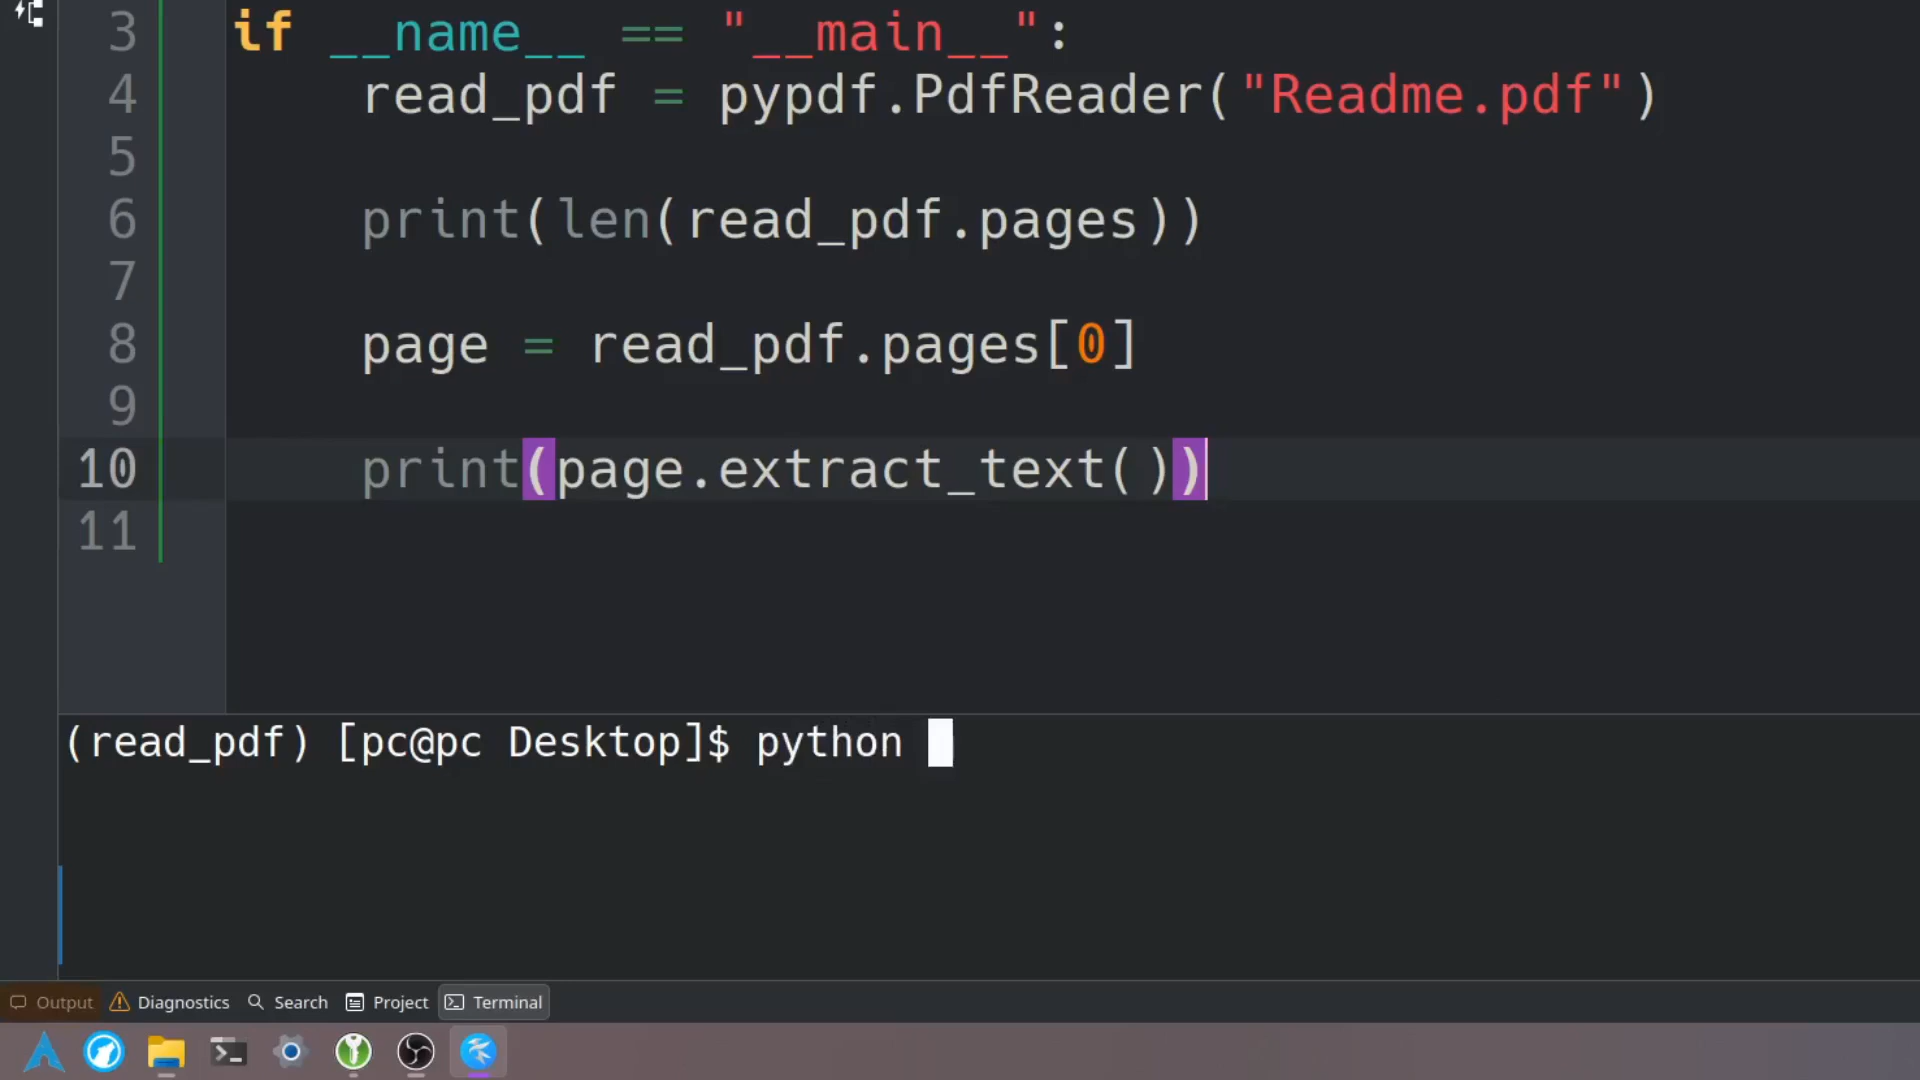 3 if __name__ == "__main__":
4 read_pdf = pypdf.PdfReader("Readme.pdf")
5
6 print(len(read_pdf.pages))
7
8 page = read_pdf.pages[0]
9
10 print(page.extract_text())
11
(read_pdf) [pc@pc Desktop]$ python
Output Diagnostics Search Project Terminal